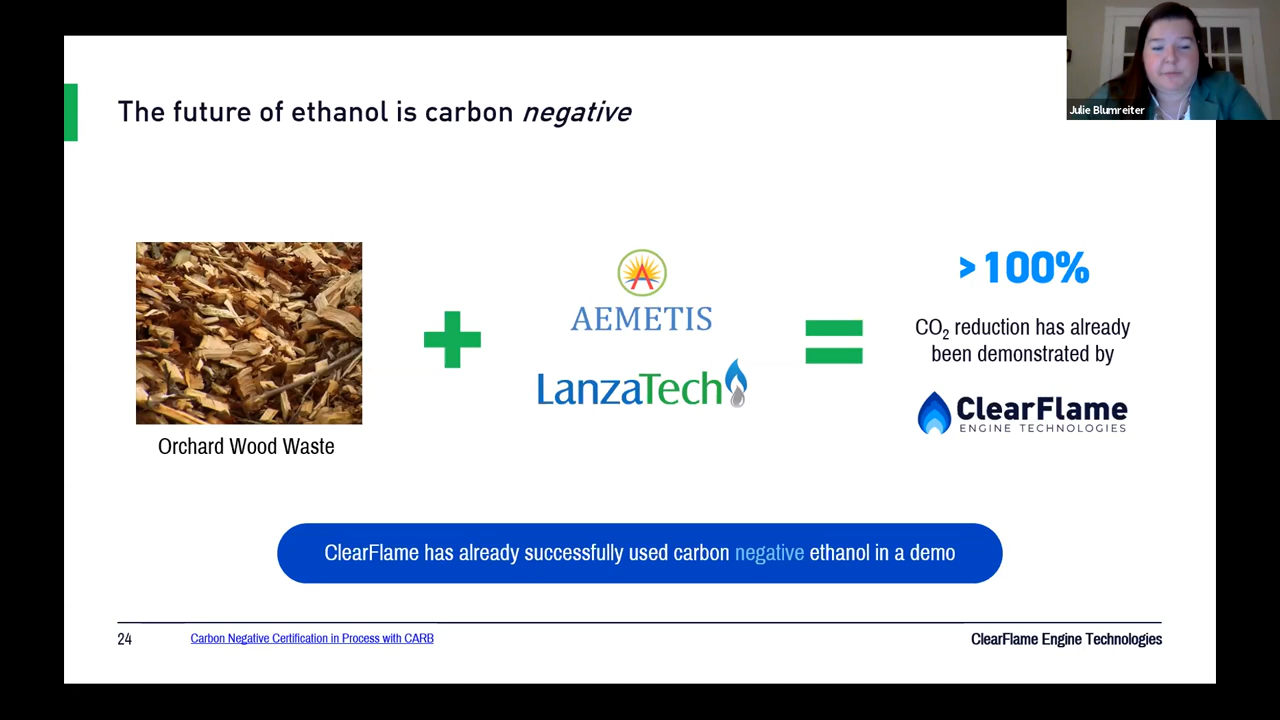 Julie Blumreiter
The future of ethanol is carbon negative
AEMETIS
LanzaTech
Orchard Wood Waste
>100%
CO₂ reduction has already
been demonstrated by
ClearFlame
ENGINE TECHNOLOGIES
ClearFlame has already successfully used carbon negative ethanol in a demo
24
Carbon Negative Certification in Process with CARB
ClearFlame Engine Technologies